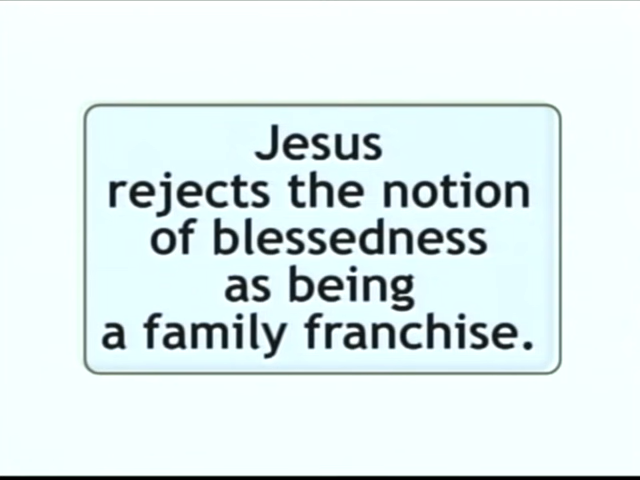 Jesus
rejects the notion
of blessedness
as being
a family franchise.